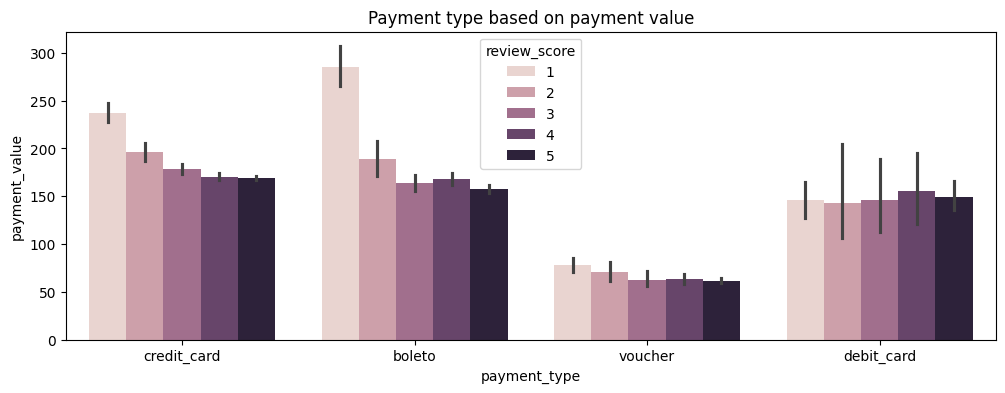 Payment type based on payment value
payment_value
300
250
200
150
100
50
0
review_score
1
2
3
4
5
credit_card
boleto
voucher
debit_card
payment_type